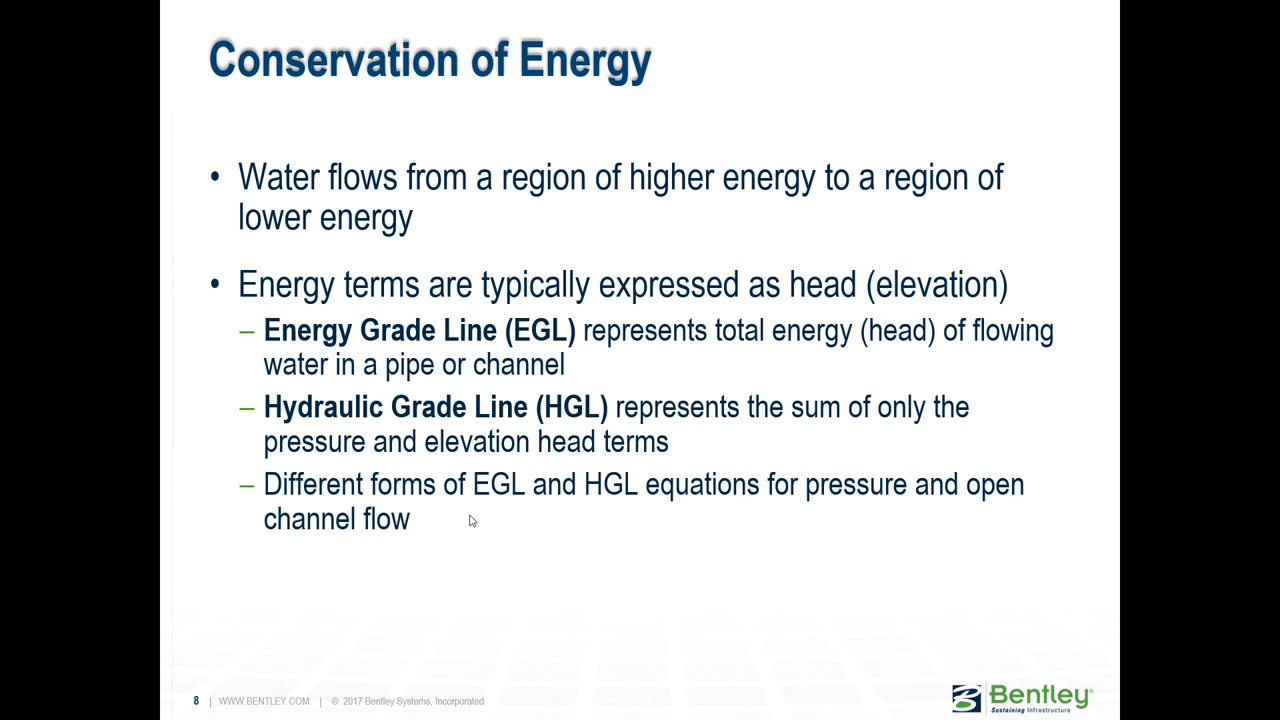 Conservation of Energy
• Water flows from a region of higher energy to a region of
lower energy
• Energy terms are typically expressed as head (elevation)
– Energy Grade Line (EGL) represents total energy (head) of flowing
water in a pipe or channel
– Hydraulic Grade Line (HGL) represents the sum of only the
pressure and elevation head terms
– Different forms of EGL and HGL equations for pressure and open
channel flow
8 | WWW.BENTLEY.COM | © 2017 Bentley Systems, Incorporated
Bentley®
Sustaining Infrastructure